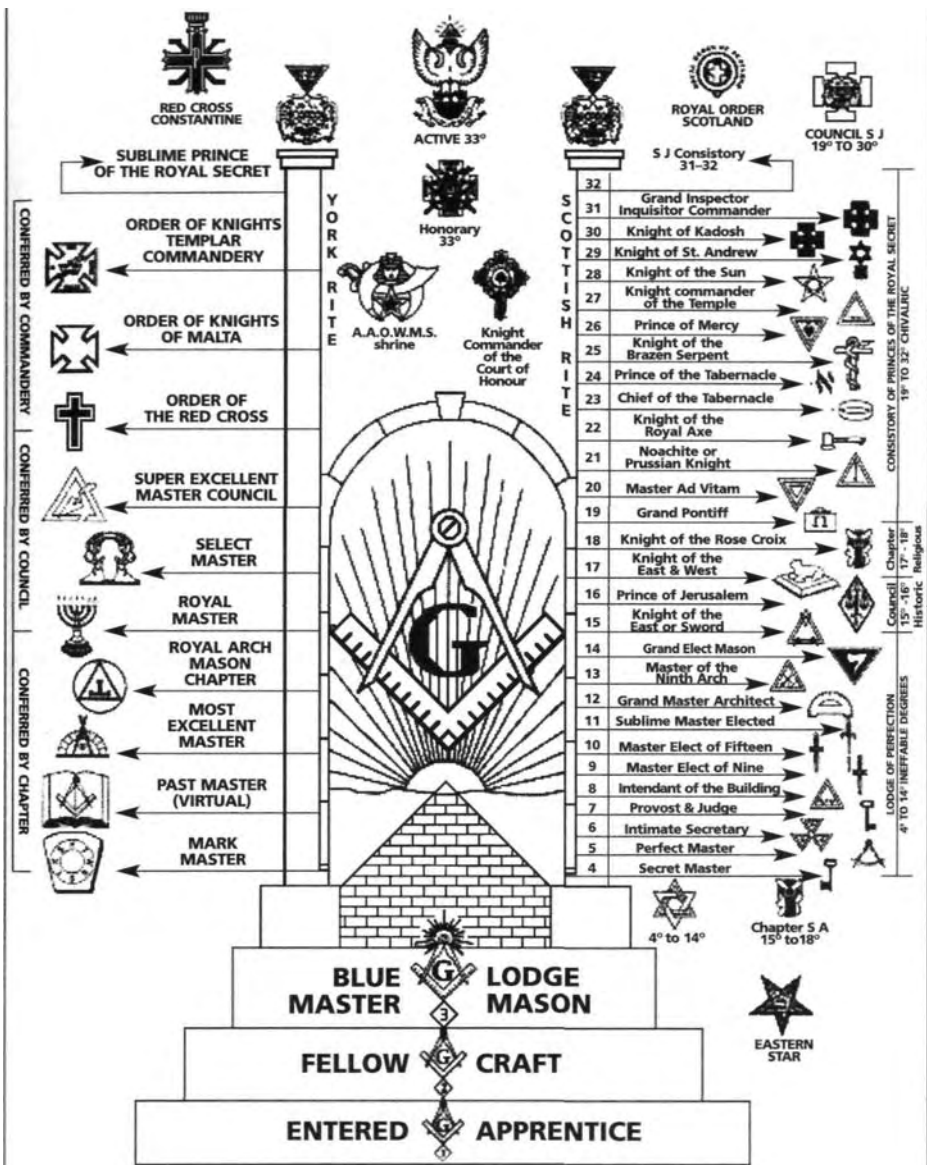 RED CROSS
CONSTANTINE
ACTIVE 33°
ROYAL ORDER
SCOTLAND
COUNCIL S J
19° TO 30°
SUBLIME PRINCE
OF THE ROYAL SECRET
S J Consistory
31–32
YORK RITE
SCOTTISH RITE
Honorary
33°
A.A.O.W.M.S.
shrine
Knight
Commander
of the
Court of
Honour
CONFERRED BY COMMANDERY
ORDER OF KNIGHTS
TEMPLAR
COMMANDERY
ORDER OF KNIGHTS
OF MALTA
ORDER OF
THE RED CROSS
CONFERRED BY COUNCIL
SUPER EXCELLENT
MASTER COUNCIL
SELECT
MASTER
ROYAL
MASTER
CONFERRED BY CHAPTER
ROYAL ARCH
MASON
CHAPTER
MOST
EXCELLENT
MASTER
PAST MASTER
(VIRTUAL)
MARK
MASTER
G
32
31 Grand Inspector
Inquisitor Commander
30 Knight of Kadosh
29 Knight of St. Andrew
28 Knight of the Sun
27 Knight commander
of the Temple
26 Prince of Mercy
25 Knight of the
Brazen Serpent
24 Prince of the Tabernacle
23 Chief of the Tabernacle
22 Knight of the
Royal Axe
21 Noachite or
Prussian Knight
20 Master Ad Vitam
19 Grand Pontiff
18 Knight of the Rose Croix
17 Knight of the
East & West
16 Prince of Jerusalem
15 Knight of the
East or Sword
14 Grand Elect Mason
13 Master of the
Ninth Arch
12 Grand Master Architect
11 Sublime Master Elected
10 Master Elect of Fifteen
9 Master Elect of Nine
8 Intendant of the Building
7 Provost & Judge
6 Intimate Secretary
5 Perfect Master
4 Secret Master
CONSISTORY OF PRINCES OF THE ROYAL SECRET
19° TO 32° CHIVALRIC
Chapter
17° - 18°
Religious
Council
15° -16°
Historic
LODGE OF PERFECTION
4° TO 14° INEFFABLE DEGREES
4° to 14°
Chapter S A
15° to18°
EASTERN
STAR
BLUE LODGE
MASTER MASON
G
3
FELLOW CRAFT
G
2
ENTERED APPRENTICE
G
1